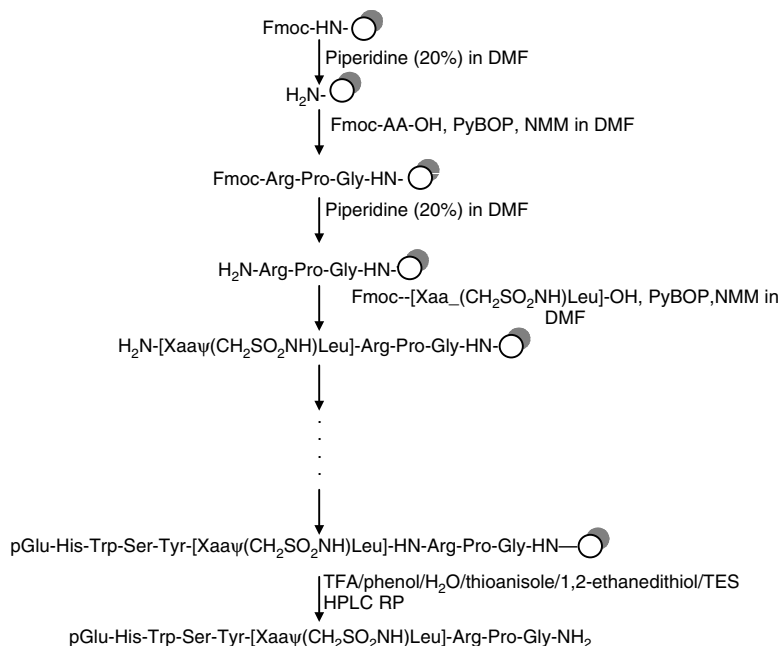 Fmoc-HN-
Piperidine (20%) in DMF
H₂N-
Fmoc-AA-OH, PyBOP, NMM in DMF
Fmoc-Arg-Pro-Gly-HN-
Piperidine (20%) in DMF
H₂N-Arg-Pro-Gly-HN-
Fmoc--[Xaa_(CH₂SO₂NH)Leu]-OH, PyBOP,NMM in
DMF
H₂N-[Xaaψ(CH₂SO₂NH)Leu]-Arg-Pro-Gly-HN-
pGlu-His-Trp-Ser-Tyr-[Xaaψ(CH₂SO₂NH)Leu]-HN-Arg-Pro-Gly-HN—
TFA/phenol/H₂O/thioanisole/1,2-ethanedithiol/TES
HPLC RP
pGlu-His-Trp-Ser-Tyr-[Xaaψ(CH₂SO₂NH)Leu]-Arg-Pro-Gly-NH₂